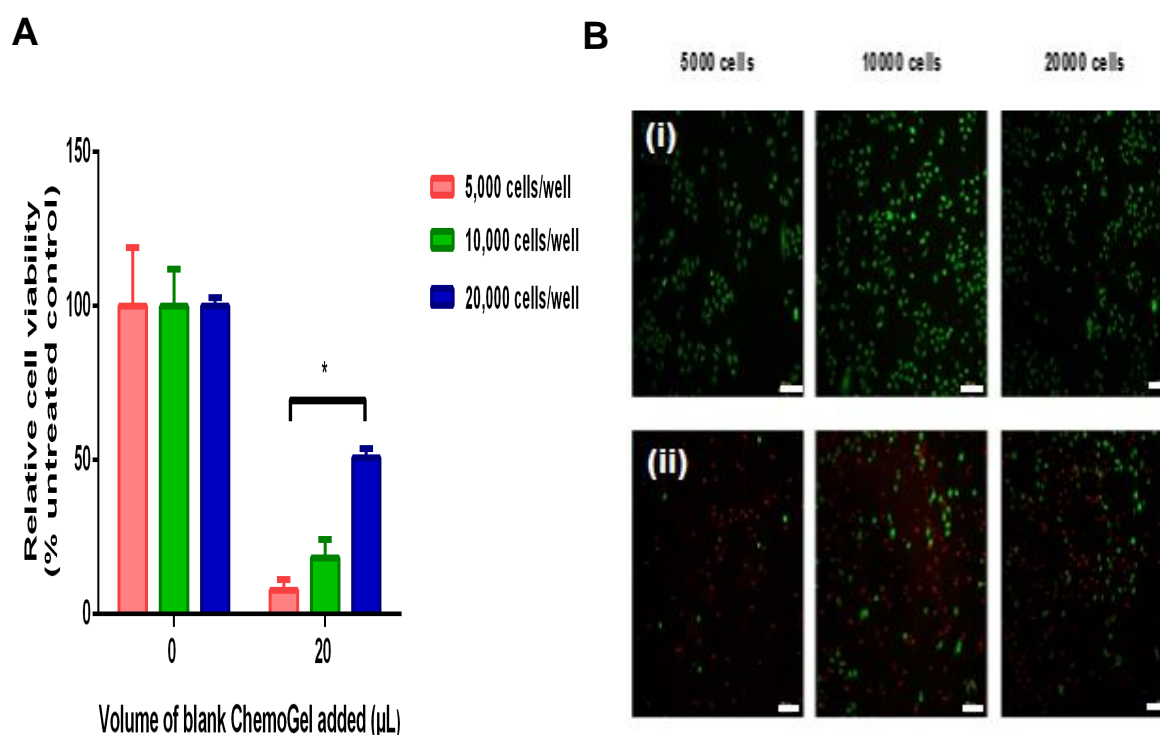 A
B
5000 cells
10000 cells
20000 cells
150
100
50
0
Relative cell viability
(% untreated control)
5,000 cells/well
10,000 cells/well
20,000 cells/well
*
0
20
Volume of blank ChemoGel added (µL)
(i)
(ii)